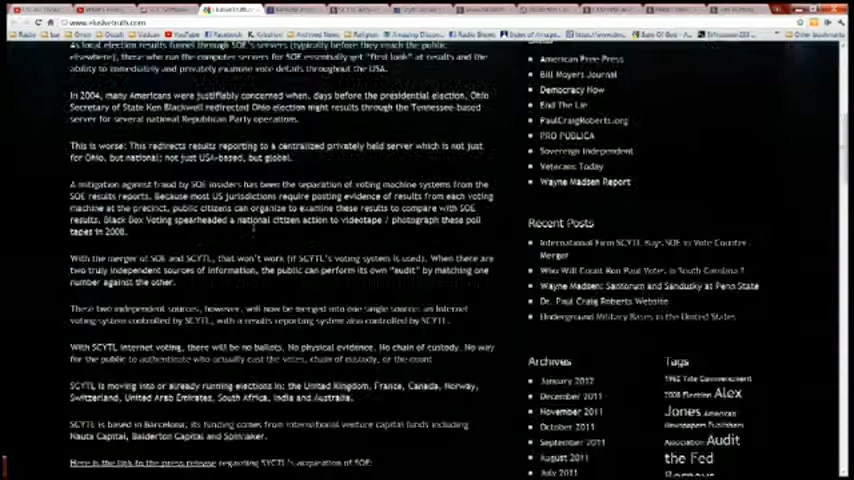 www.elusivetruth.com
As local election results funnel through SOE's servers (typically before they reach the public
elsewhere), those who run the computer servers for SOE essentially get "first look" at results and the
ability to immediately and privately examine vote details throughout the USA.
In 2004, many Americans were justifiably concerned when, days before the presidential election, Ohio
Secretary of State Ken Blackwell redirected Ohio election night results through the Tennessee-based
server for several national Republican Party operations.
This is worse: This redirects results reporting to a centralized privately held server which is not just
for Ohio, but national; not just USA-based, but global.
A mitigation against fraud by SOE insiders has been the separation of voting machine systems from the
SOE results reports. Because most US jurisdictions require posting evidence of results from each voting
machine at the precinct, public citizens can organize to examine these results to compare with SOE
results. Black Box Voting spearheaded a national citizen action to videotape / photograph these poll
tapes in 2008.
With the merger of SOE and SCYTL, that won't work (if SCYTL's voting system is used). When there are
two truly independent sources of information, the public can perform its own "audit" by matching one
number against the other.
These two independent sources, however, will now be merged into one single source: an Internet
voting system controlled by SCYTL, with a results reporting system also controlled by SCYTL.
With SCYTL internet voting, there will be no ballots. No physical evidence. No chain of custody. No way
for the public to authenticate who actually cast the votes, chain of custody, or the count
SCYTL is moving into or already running elections in: the United Kingdom, France, Canada, Norway,
Switzerland, United Arab Emirates, South Africa, India and Australia.
SCYTL is based in Barcelona; its funding comes from international venture capital funds including
Nauta Capital, Balderton Capital and Spinnaker.
Here is the link to the press release regarding SYCTL's acquisition of SOE:
American Free Press
Bill Moyers Journal
Democracy Now
End The Lie
PaulCraigRoberts.org
PRO PUBLICA
Sovereign Independent
Veterans Today
Wayne Madsen Report
Recent Posts
International Firm SCYTL Buys SOE in Vote Counter
Merger
Who Will Count Ron Paul Votes in South Carolina ?
Wayne Madsen: Santorum and Sandusky at Penn State
Dr. Paul Craig Roberts Website
Underground Military Bases in the United States
Archives
January 2012
December 2011
November 2011
October 2011
September 2011
August 2011
July 2011
Tags
2008 Election Alex
Jones American
Newspapers Publishers
Association Audit
the Fed